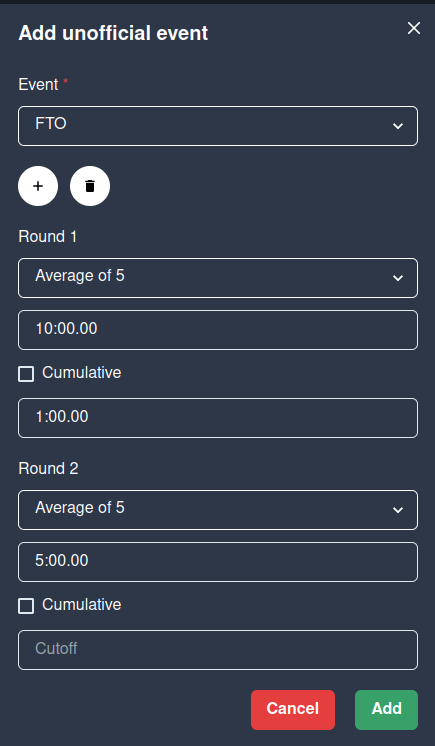 Add unofficial event
Event *
FTO
Round 1
Average of 5
10:00.00
Cumulative
1:00.00
Round 2
Average of 5
5:00.00
Cumulative
Cutoff
Cancel Add